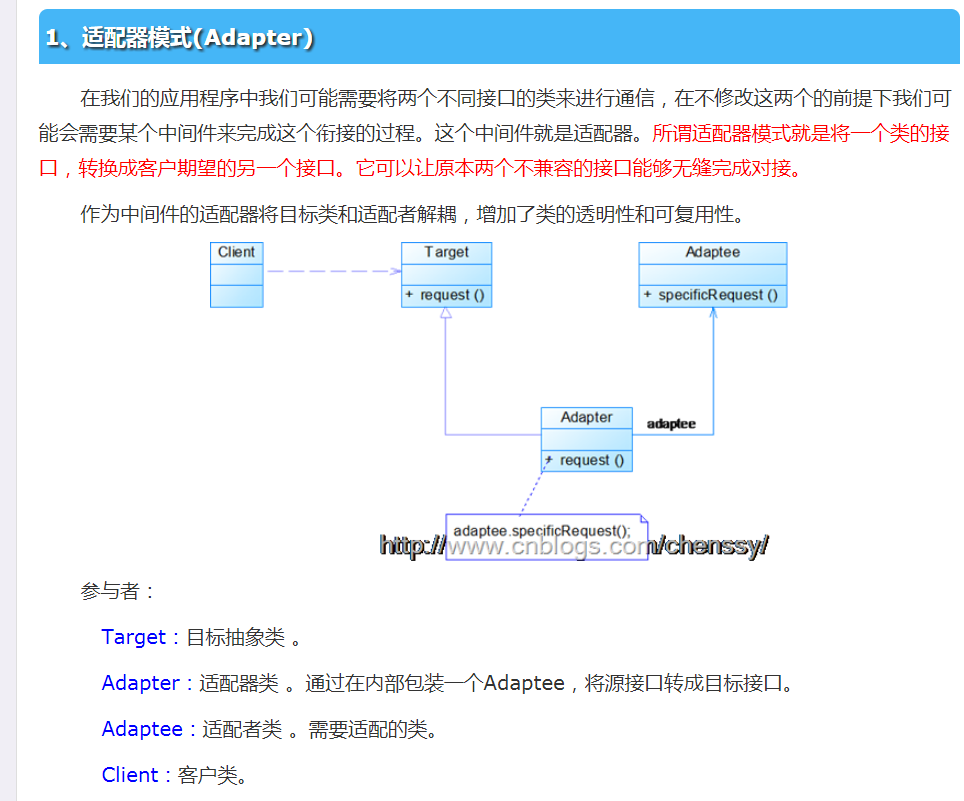 1、适配器模式(Adapter)
在我们的应用程序中我们可能需要将两个不同接口的类来进行通信，在不修改这两个的前提下我们可
能会需要某个中间件来完成这个衔接的过程。这个中间件就是适配器。所谓适配器模式就是将一个类的接
口，转换成客户期望的另一个接口。它可以让原本两个不兼容的接口能够无缝完成对接。
作为中间件的适配器将目标类和适配者解耦，增加了类的透明性和可复用性。
Client
Target
+ request ()
Adaptee
+ specificRequest ()
Adapter
+ request ()
adaptee
adaptee.specificRequest();
http://www.cnblogs.com/chenssy/
参与者：
Target：目标抽象类 。
Adapter：适配器类 。通过在内部包装一个Adaptee，将源接口转成目标接口。
Adaptee：适配者类 。需要适配的类。
Client：客户类。